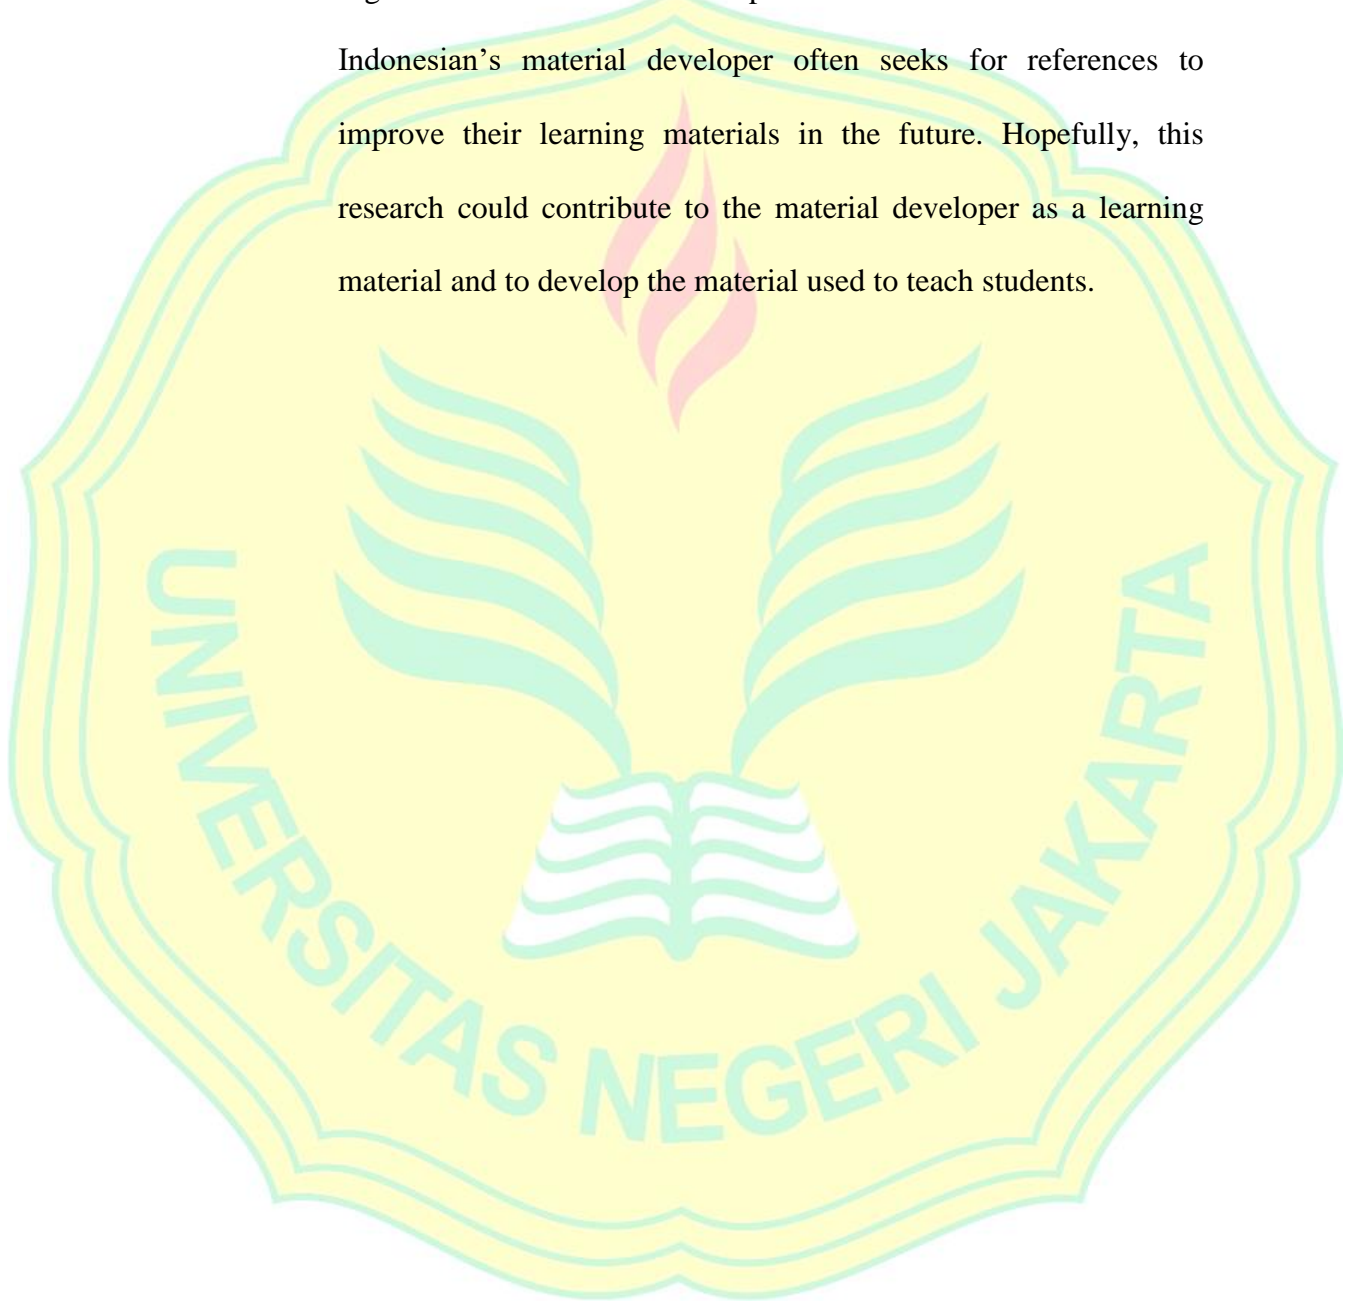 Indonesian’s material developer often seeks for references to
improve their learning materials in the future. Hopefully, this
research could contribute to the material developer as a learning
material and to develop the material used to teach students.
UNIVERSITAS NEGERI JAKARTA